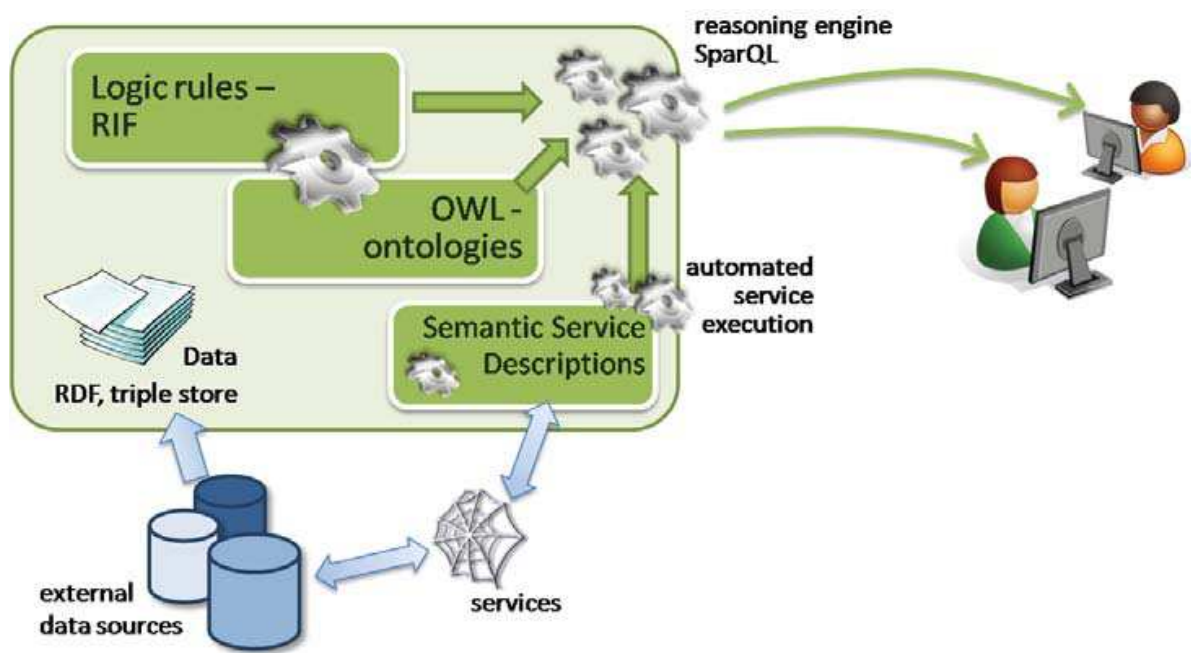 reasoning engine
SparQL
Logic rules –
RIF
OWL -
ontologies
automated
service
execution
Semantic Service
Descriptions
Data
RDF, triple store
external
data sources
services